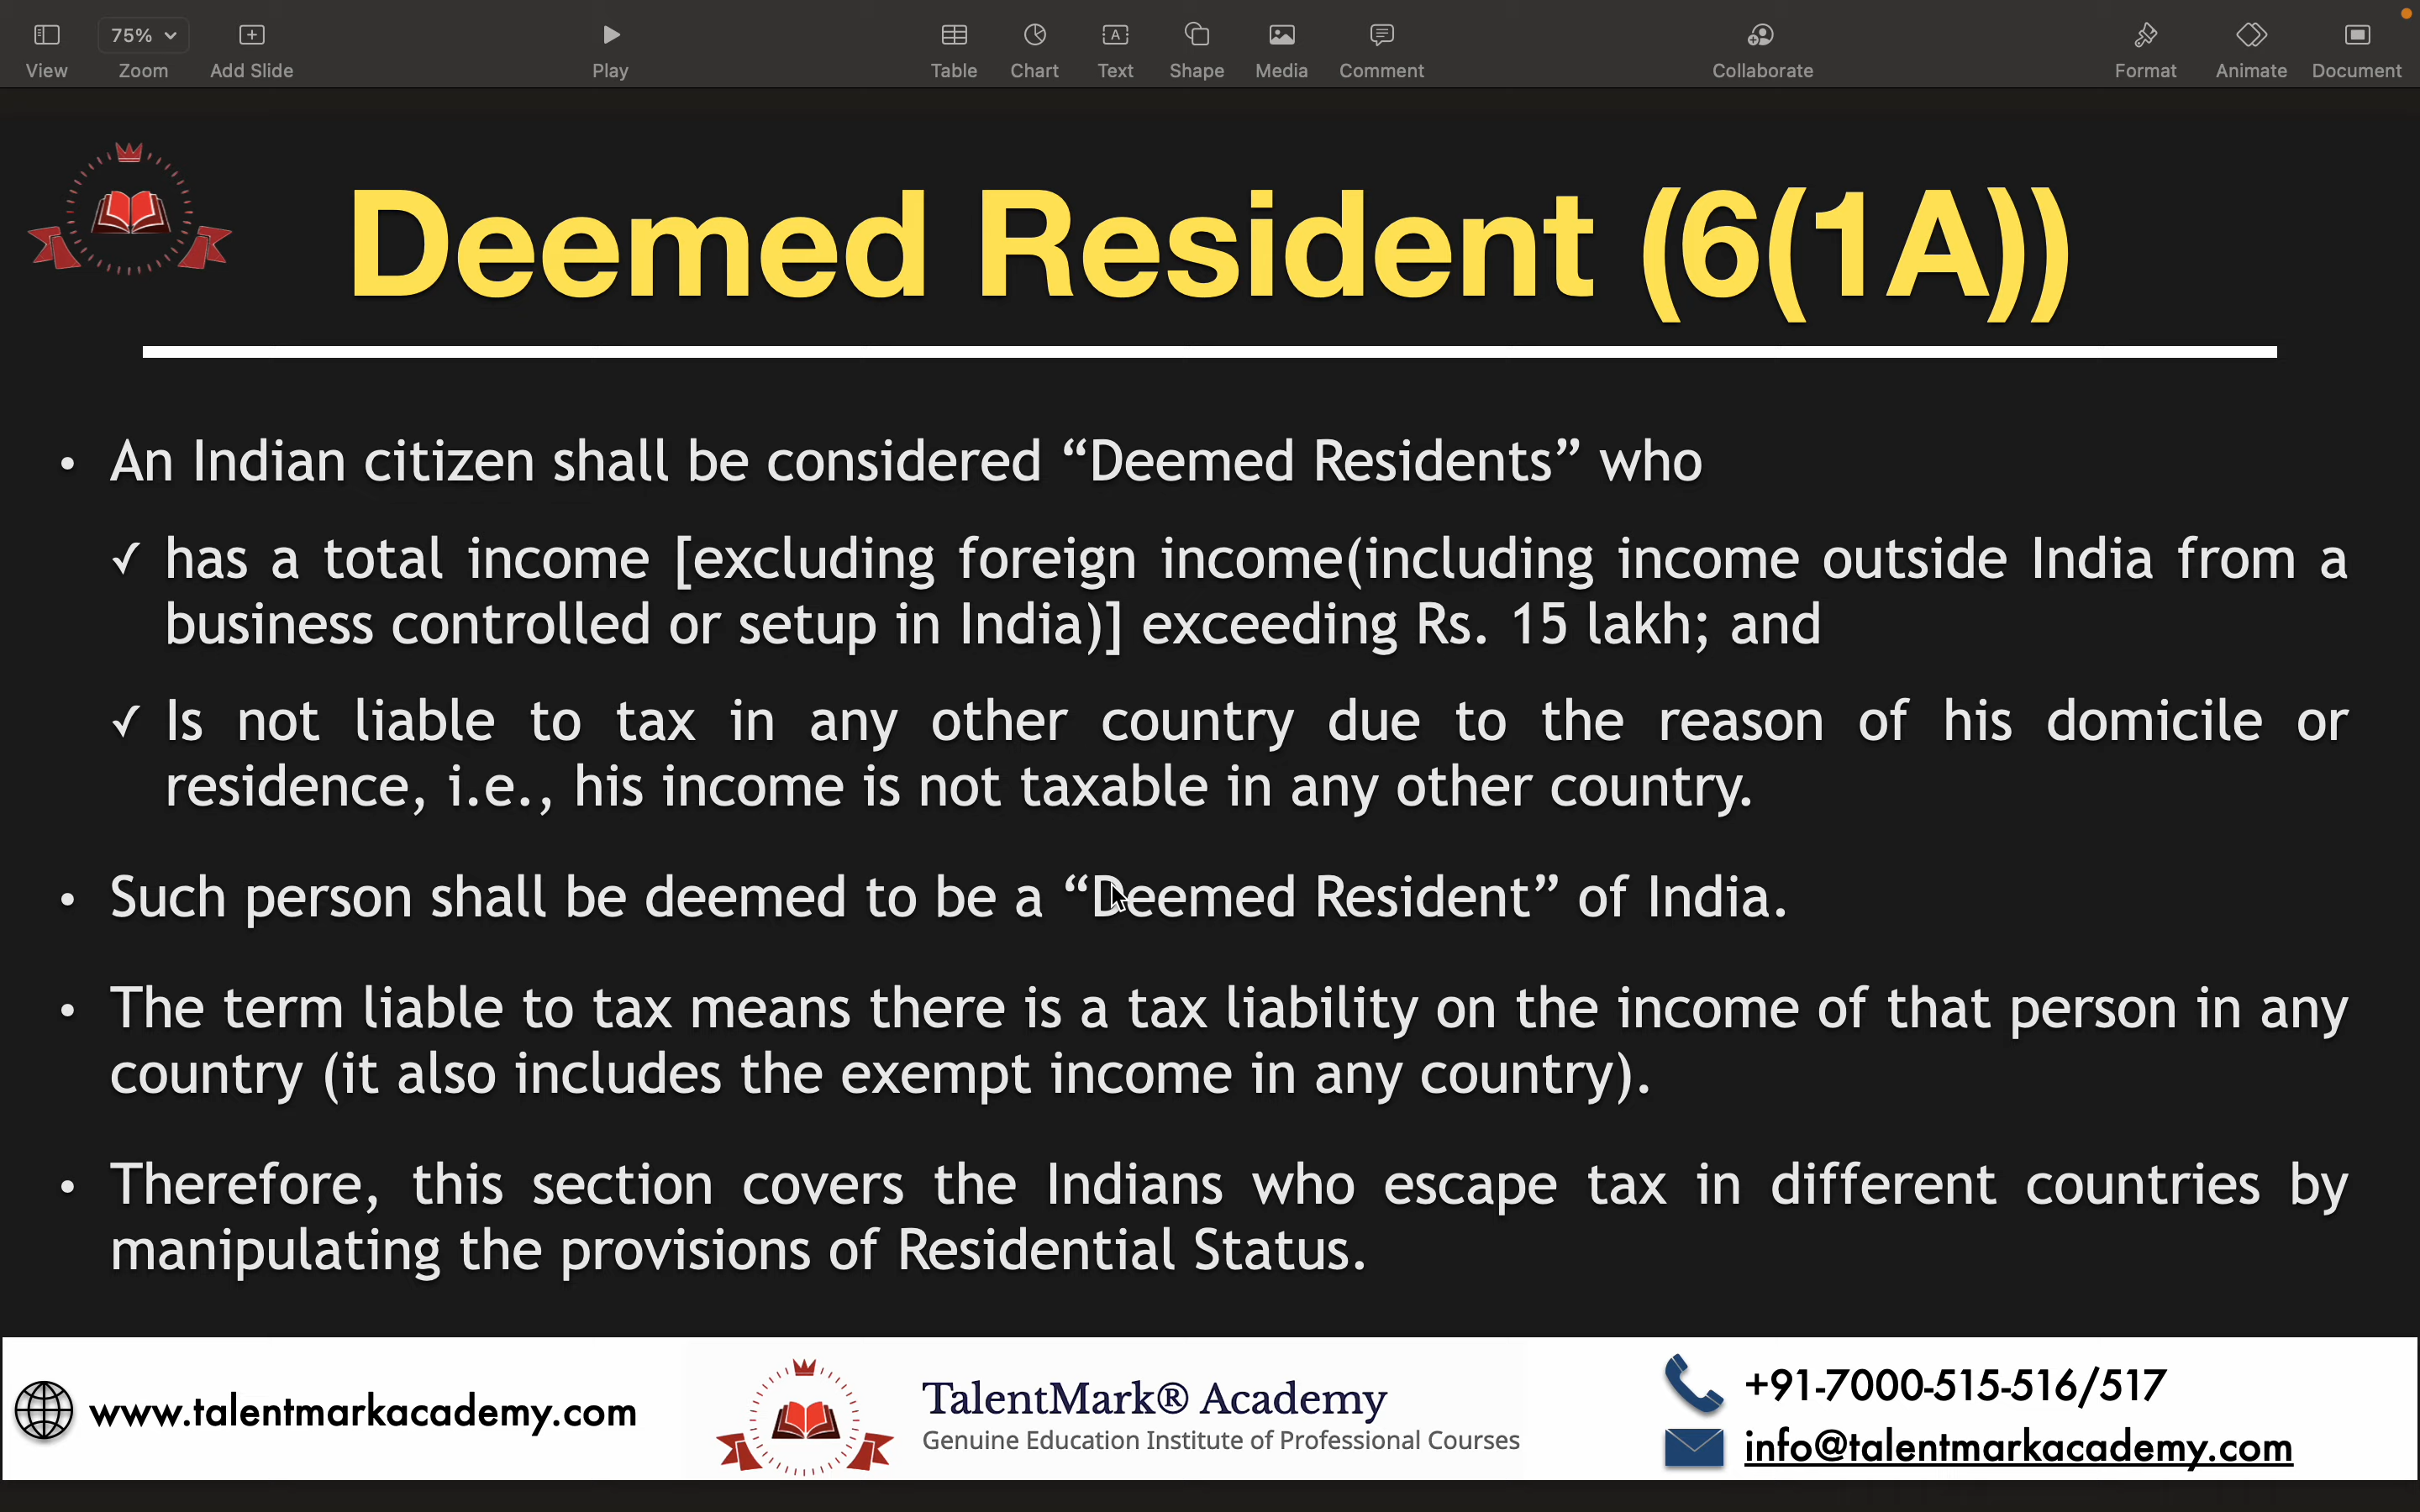 View
75%
Zoom
Add Slide
Play
Table
Chart
Text
Shape
Media
Comment
Collaborate
Format
Animate
Document
Deemed Resident (6(1A))
• An Indian citizen shall be considered “Deemed Residents” who
✓ has a total income [excluding foreign income(including income outside India from a
business controlled or setup in India)] exceeding Rs. 15 lakh; and
✓ Is not liable to tax in any other country due to the reason of his domicile or
residence, i.e., his income is not taxable in any other country.
• Such person shall be deemed to be a “Deemed Resident” of India.
• The term liable to tax means there is a tax liability on the income of that person in any
country (it also includes the exempt income in any country).
• Therefore, this section covers the Indians who escape tax in different countries by
manipulating the provisions of Residential Status.
www.talentmarkacademy.com
TalentMark® Academy
Genuine Education Institute of Professional Courses
+91-7000-515-516/517
info@talentmarkacademy.com